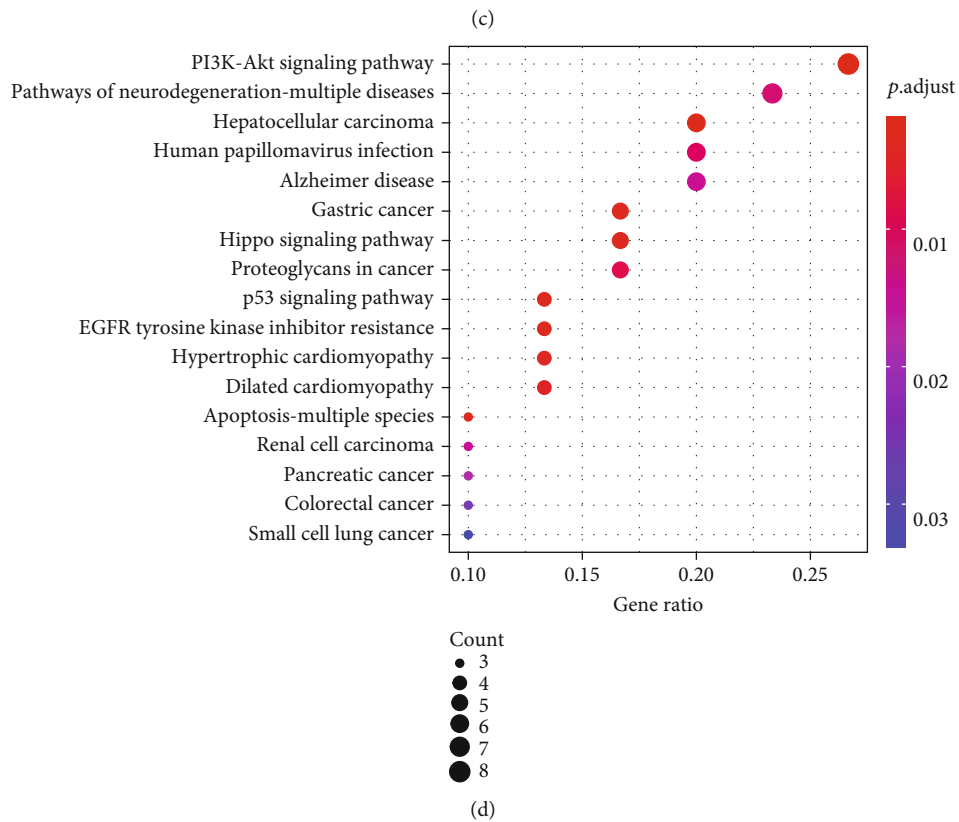 (c)
PI3K-Akt signaling pathway
Pathways of neurodegeneration-multiple diseases
Hepatocellular carcinoma
Human papillomavirus infection
Alzheimer disease
Gastric cancer
Hippo signaling pathway
Proteoglycans in cancer
p53 signaling pathway
EGFR tyrosine kinase inhibitor resistance
Hypertrophic cardiomyopathy
Dilated cardiomyopathy
Apoptosis-multiple species
Renal cell carcinoma
Pancreatic cancer
Colorectal cancer
Small cell lung cancer
0.10 0.15 0.20 0.25
Gene ratio
p.adjust
0.01
0.02
0.03
Count
3
4
5
6
7
8
(d)